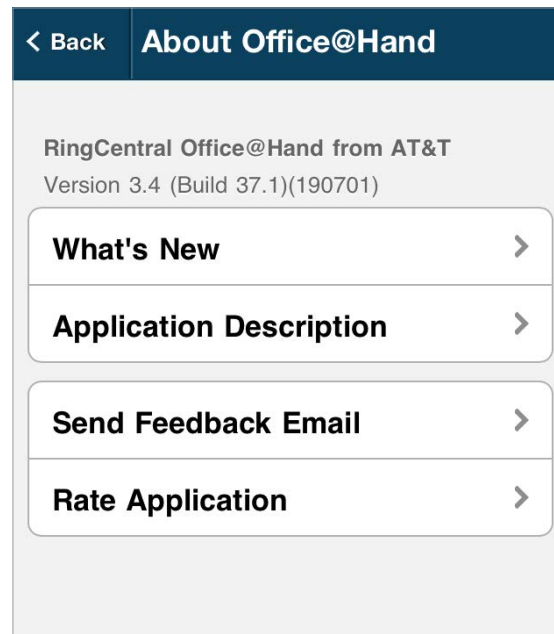 Back
About Office@Hand
RingCentral Office@Hand from AT&T
Version 3.4 (Build 37.1)(190701)
What's New
Application Description
Send Feedback Email
Rate Application